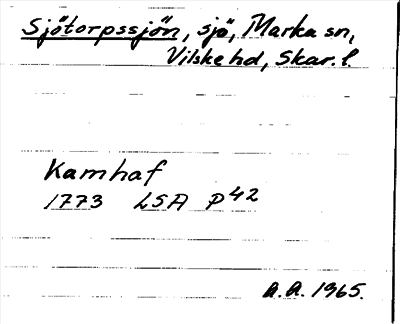 Sjötorpssjön, sjö, Marka sn,
Vilske hd, Skar. l.
Kamhaf
1773 LSA P42
A.A. 1965.